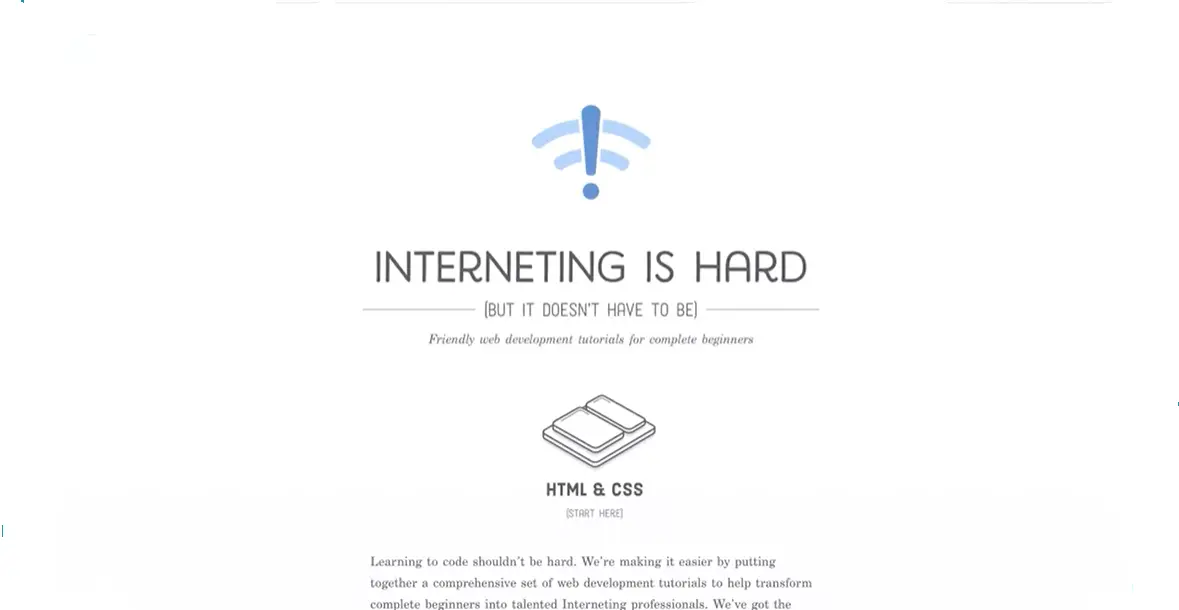 INTERNETING IS HARD
(BUT IT DOESN'T HAVE TO BE)
Friendly web development tutorials for complete beginners
HTML & CSS
(START HERE)
Learning to code shouldn't be hard. We're making it easier by putting
together a comprehensive set of web development tutorials to help transform
complete beginners into talented Interneting professionals. We've got the